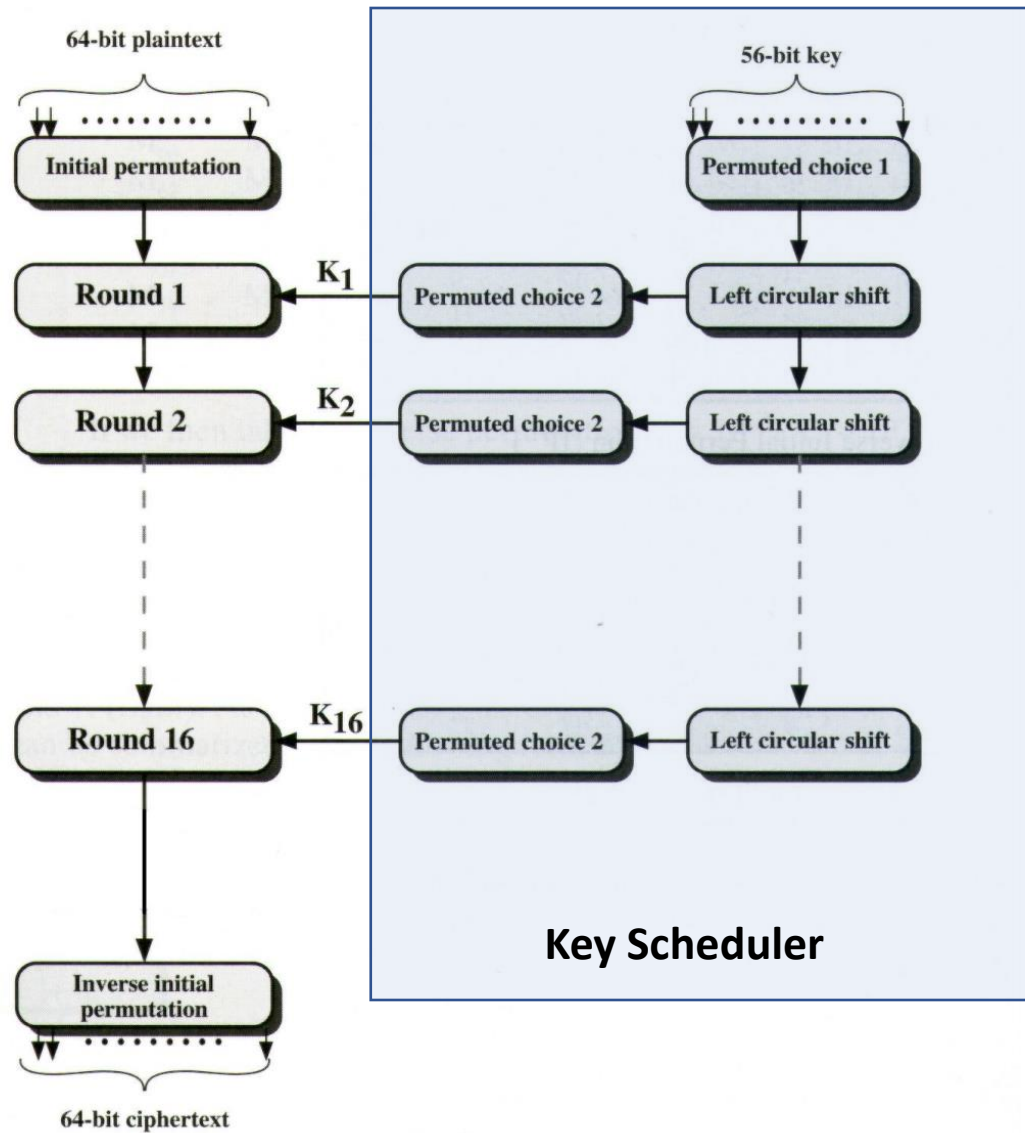 64-bit plaintext
56-bit key
Initial permutation
Permuted choice 1
Round 1
K1
Permuted choice 2
Left circular shift
Round 2
K2
Permuted choice 2
Left circular shift
Round 16
K16
Permuted choice 2
Left circular shift
Key Scheduler
Inverse initial
permutation
64-bit ciphertext